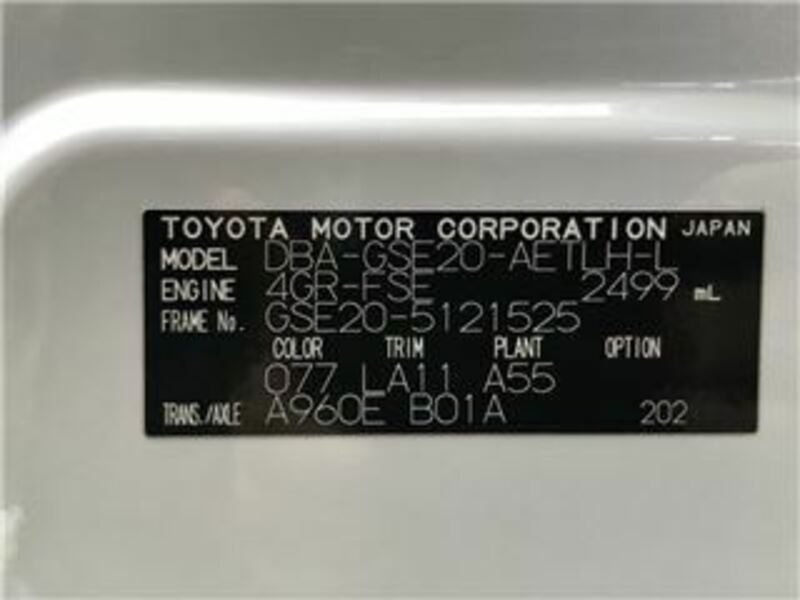 TOYOTA MOTOR CORPORATION JAPAN
MODEL DBA-GSE20-AETLH-L
ENGINE 4GR-FSE 2499 mL
FRAME No. GSE20-5121525
COLOR TRIM PLANT OPTION
077 LA11 A55
TRANS./AXLE A960E B01A 202